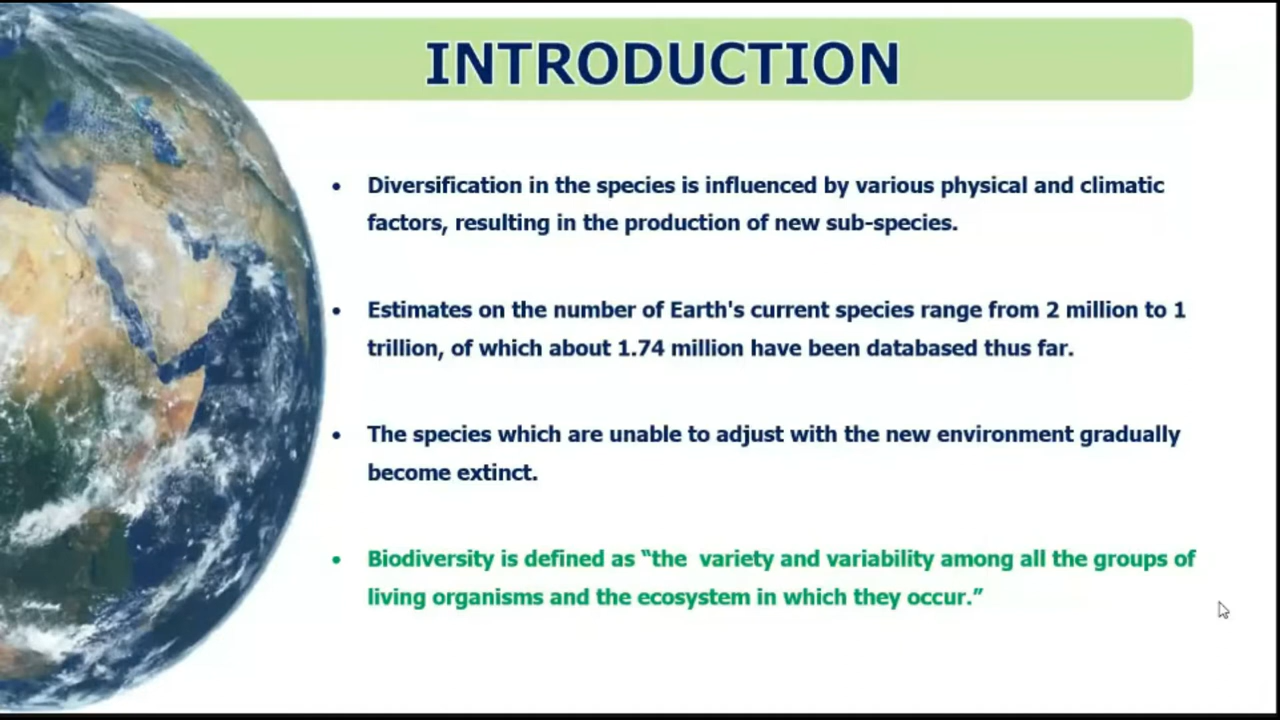 INTRODUCTION
• Diversification in the species is influenced by various physical and climatic
factors, resulting in the production of new sub-species.
• Estimates on the number of Earth's current species range from 2 million to 1
trillion, of which about 1.74 million have been databased thus far.
• The species which are unable to adjust with the new environment gradually
become extinct.
• Biodiversity is defined as “the  variety and variability among all the groups of
living organisms and the ecosystem in which they occur.”